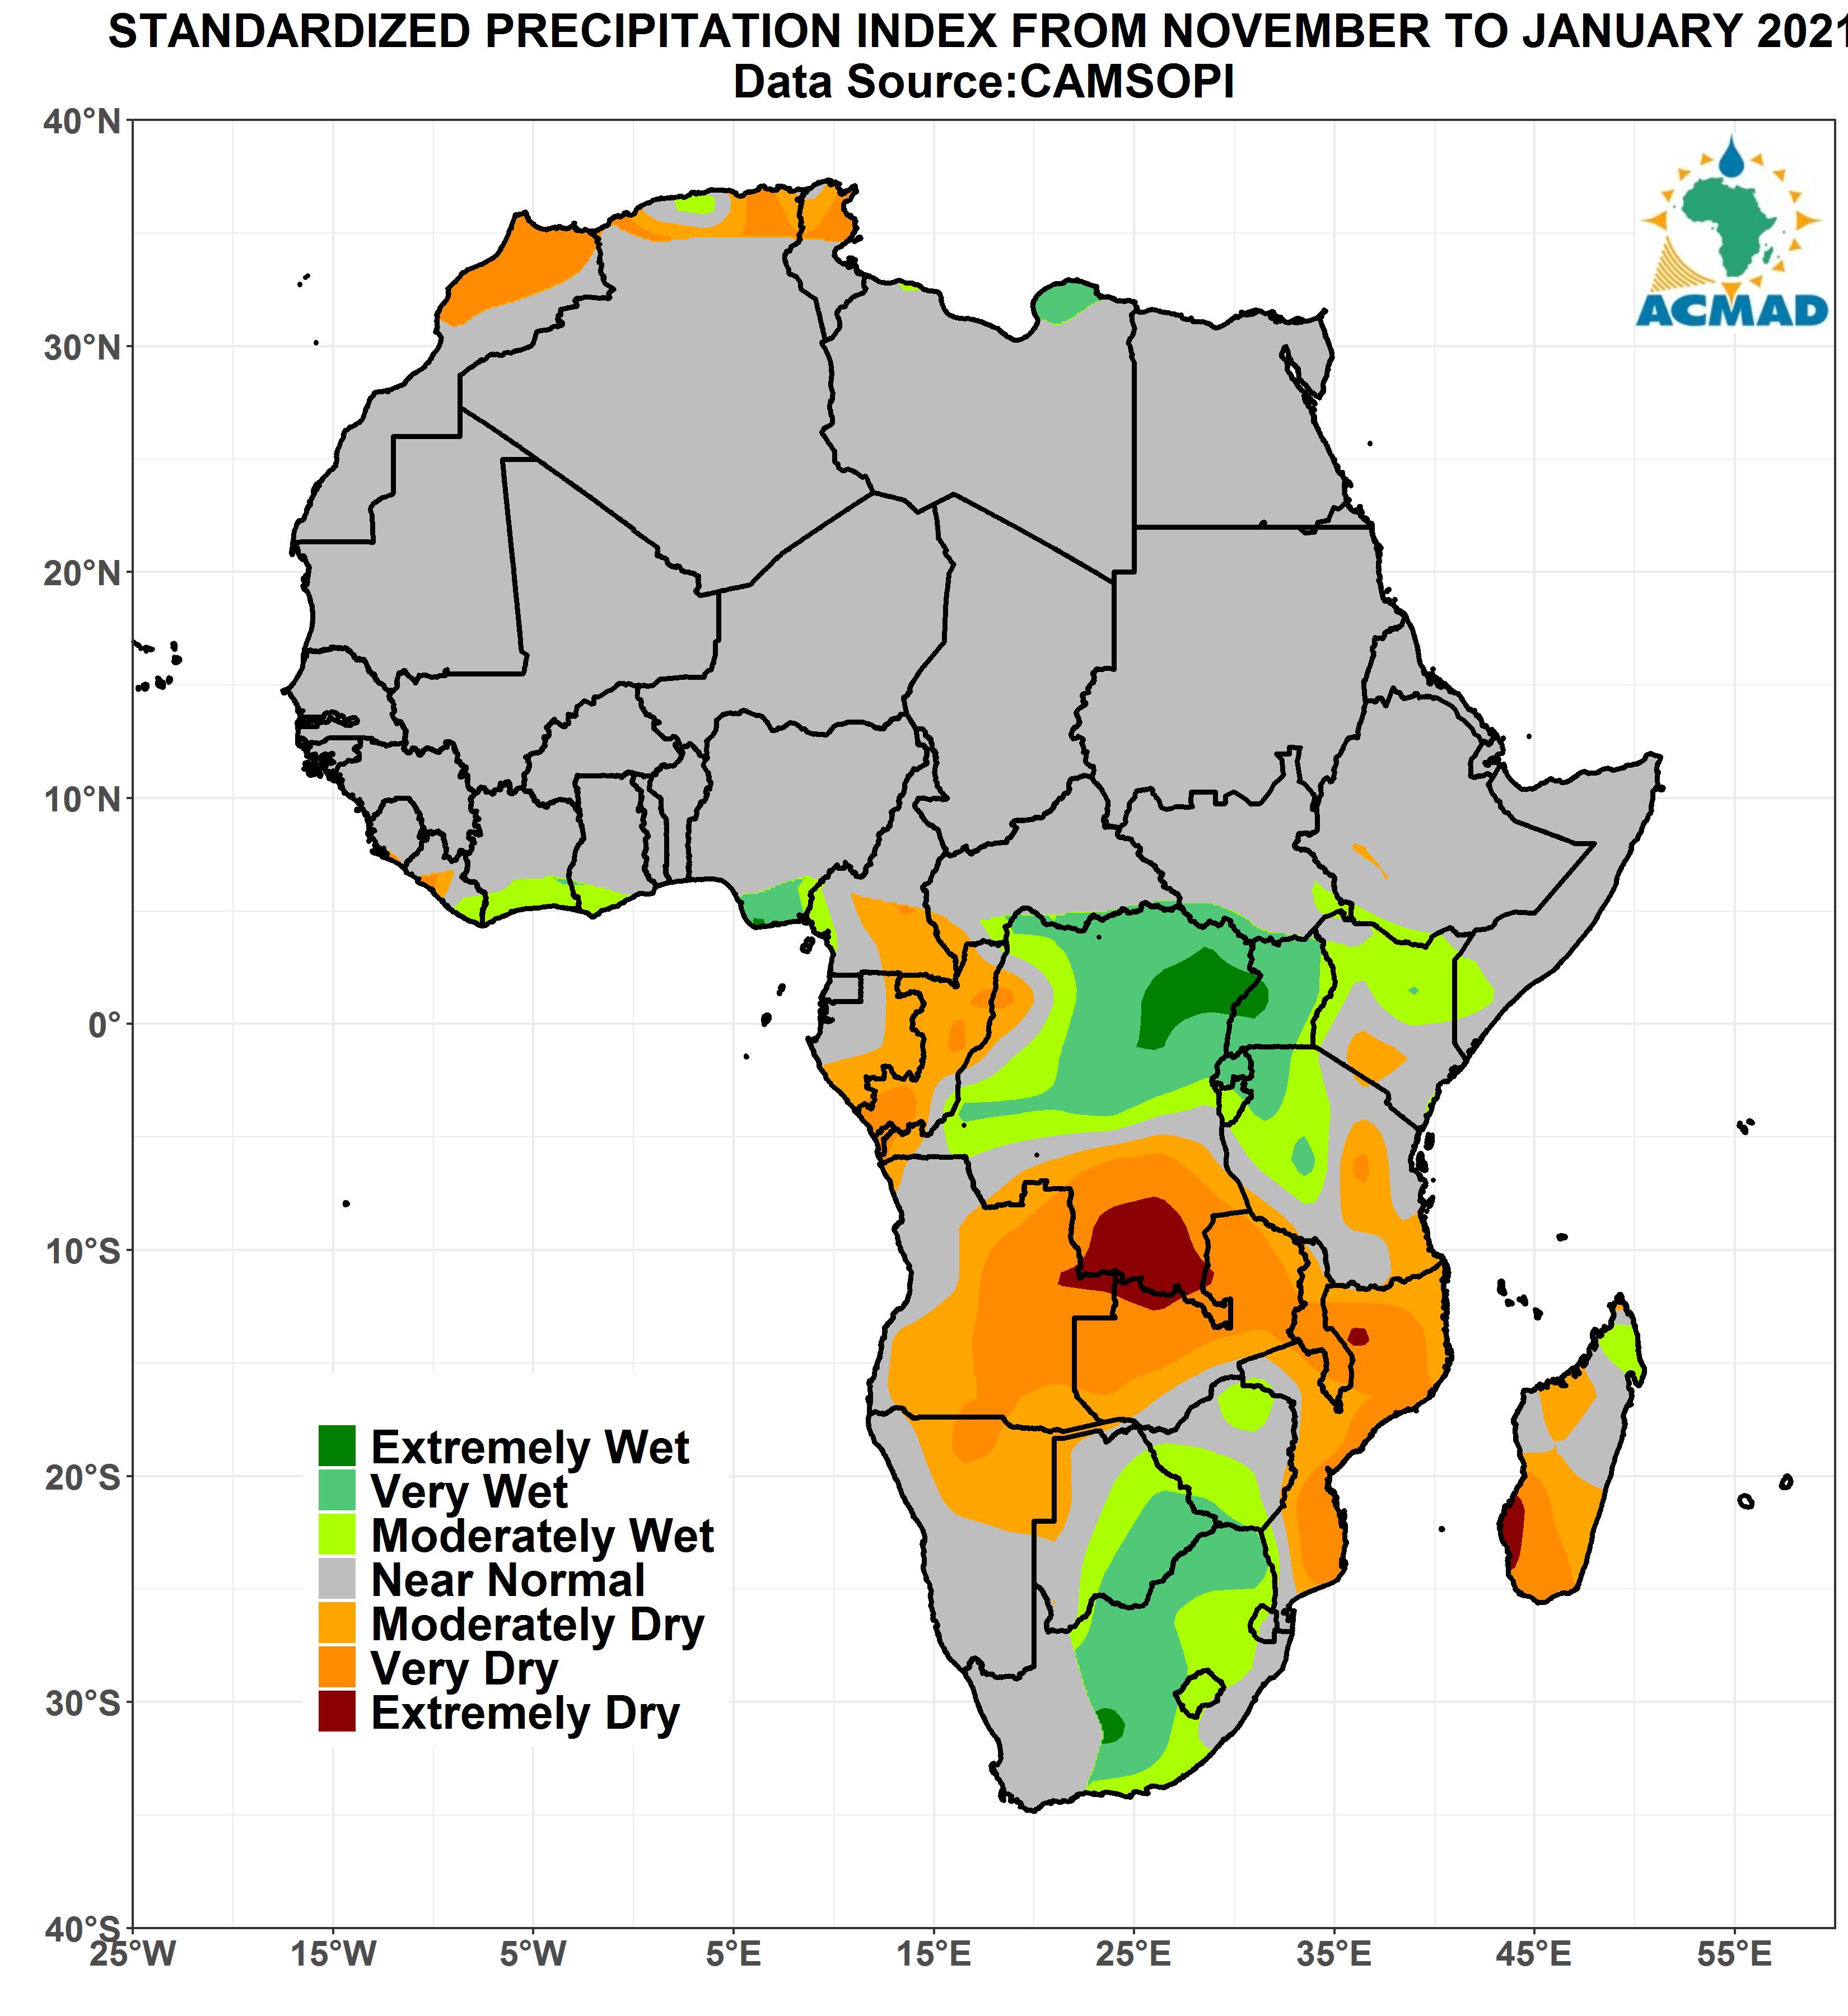 STANDARDIZED PRECIPITATION INDEX FROM NOVEMBER TO JANUARY 2021
Data Source:CAMSOPI
40°N
30°N
20°N
10°N
0°
10°S
20°S
30°S
40°S
ACMAD
Extremely Wet
Very Wet
Moderately Wet
Near Normal
Moderately Dry
Very Dry
Extremely Dry
25°W 15°W 5°W 5°E 15°E 25°E 35°E 45°E 55°E